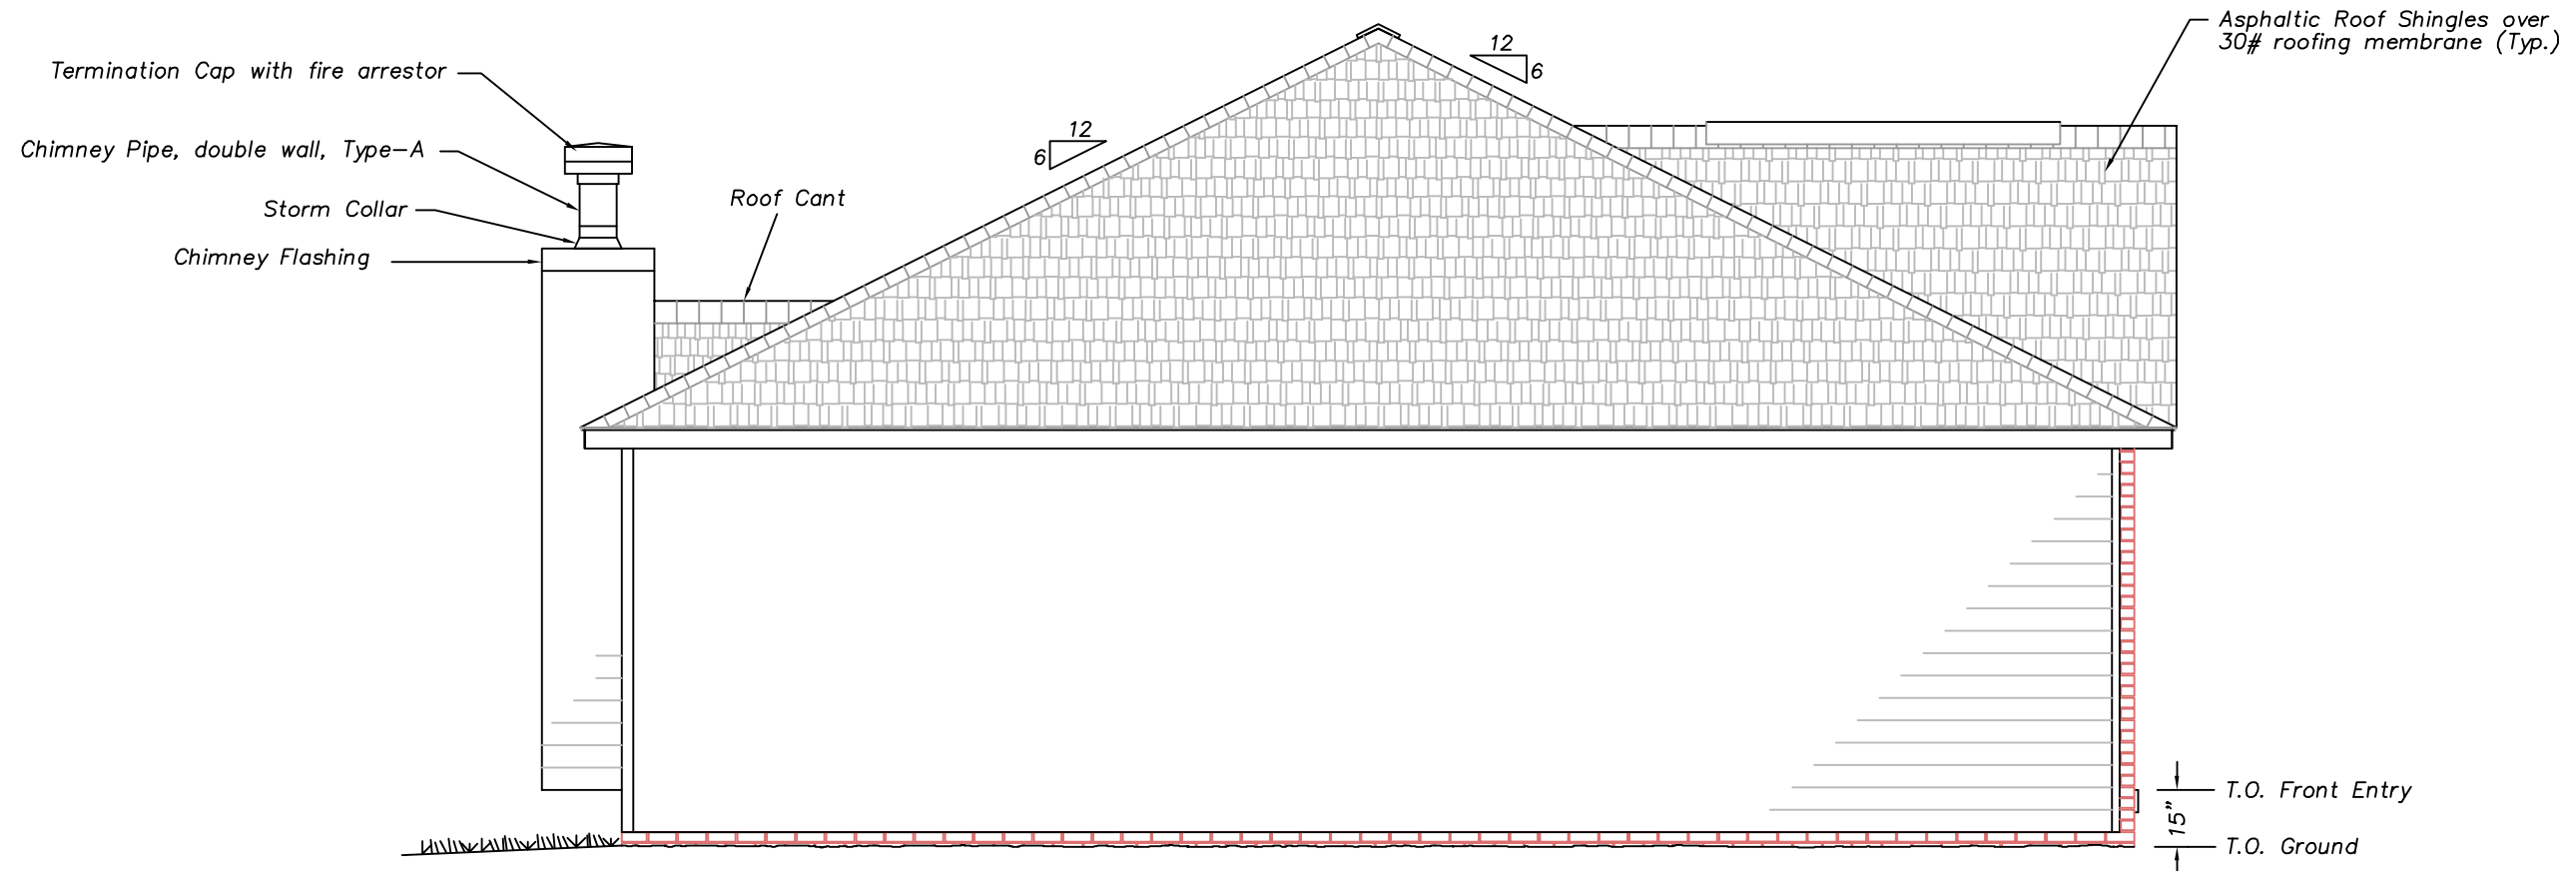 Asphaltic Roof Shingles over
30# roofing membrane (Typ.)
12
6
Termination Cap with fire arrestor
12
6
Chimney Pipe, double wall, Type-A
Roof Cant
Storm Collar
Chimney Flashing
T.O. Front Entry
15"
T.O. Ground